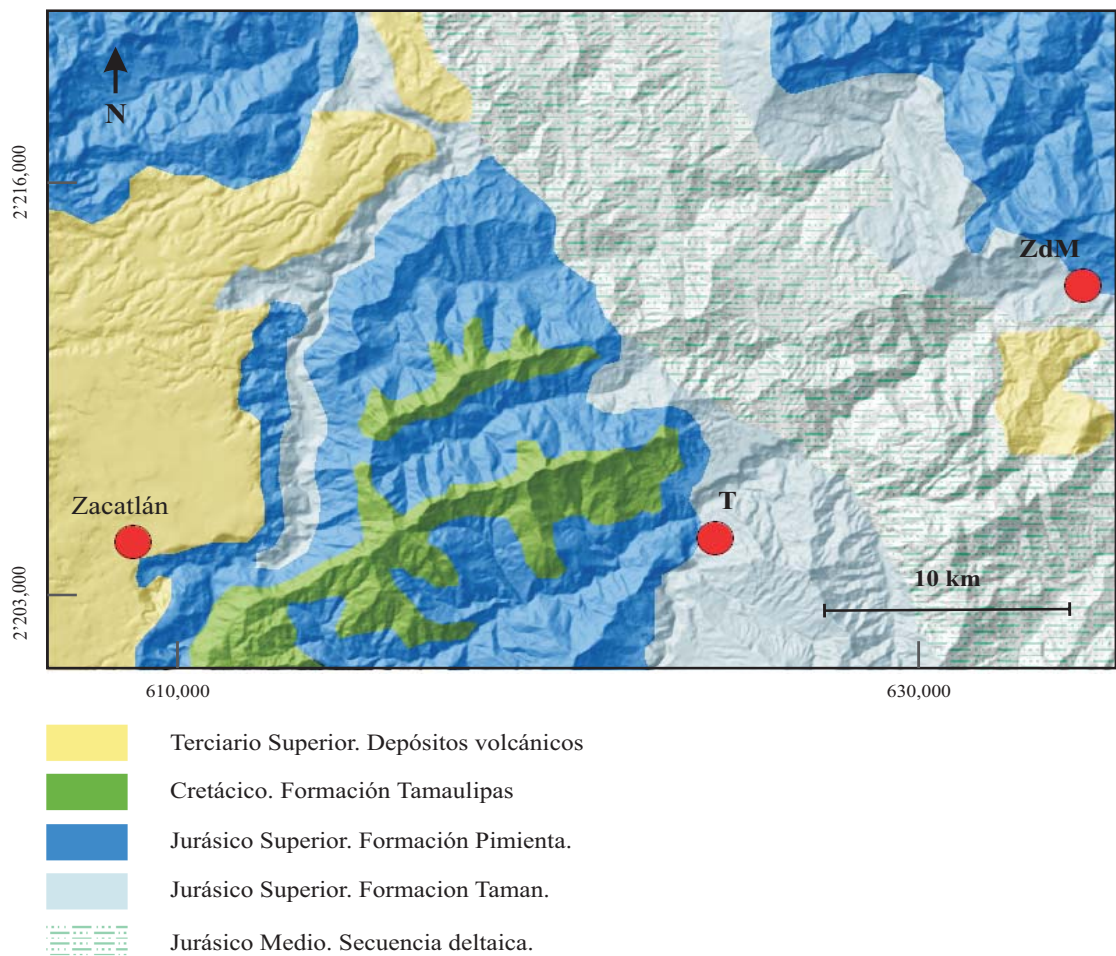 N
2'216,000
ZdM
Zacatlán
T
10 km
2'203,000
610,000
630,000
Terciario Superior. Depósitos volcánicos
Cretácico. Formación Tamaulipas
Jurásico Superior. Formación Pimienta.
Jurásico Superior. Formacion Taman.
Jurásico Medio. Secuencia deltaica.